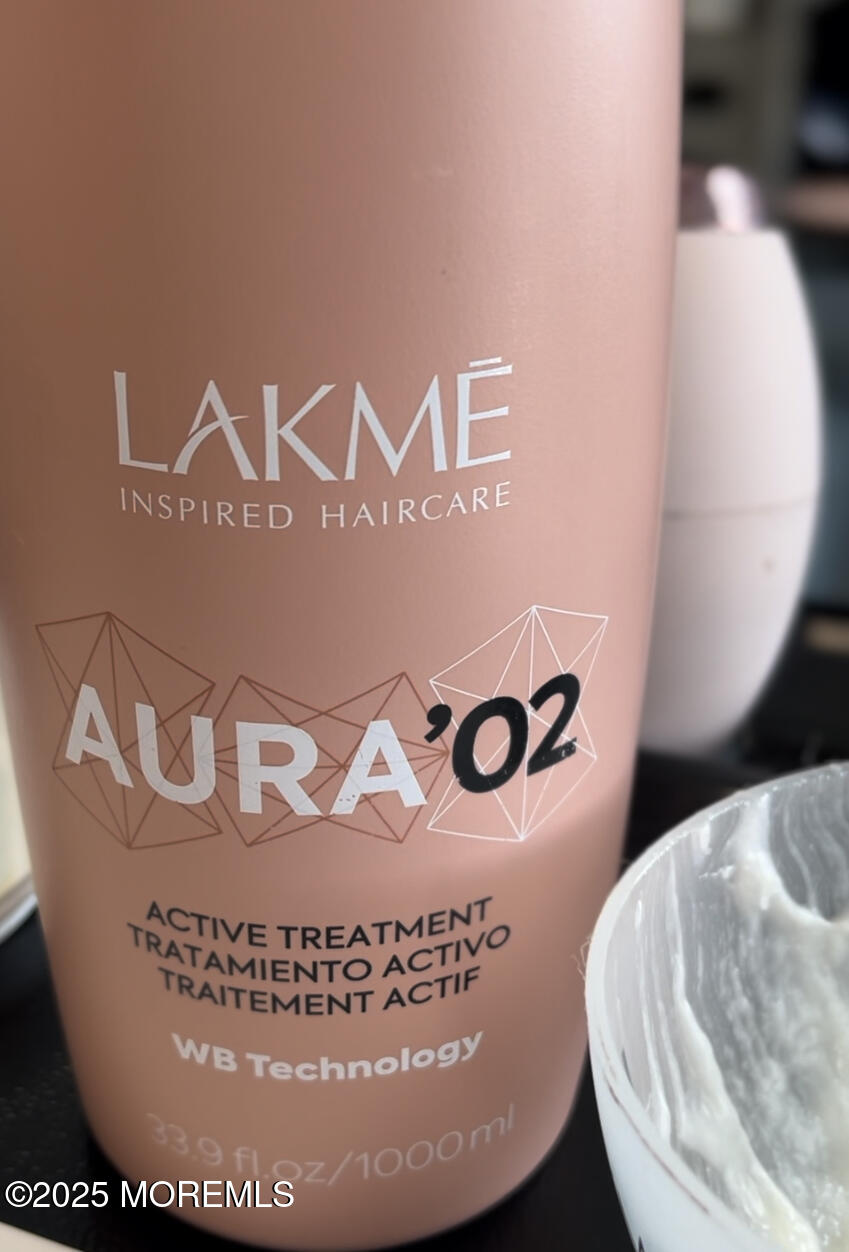 LAKMĒ
INSPIRED HAIRCARE
AURA'02
ACTIVE TREATMENT
TRATAMIENTO ACTIVO
TRAITEMENT ACTIF
WB Technology
33.9 fl.oz/1000ml
©2025 MOREMLS